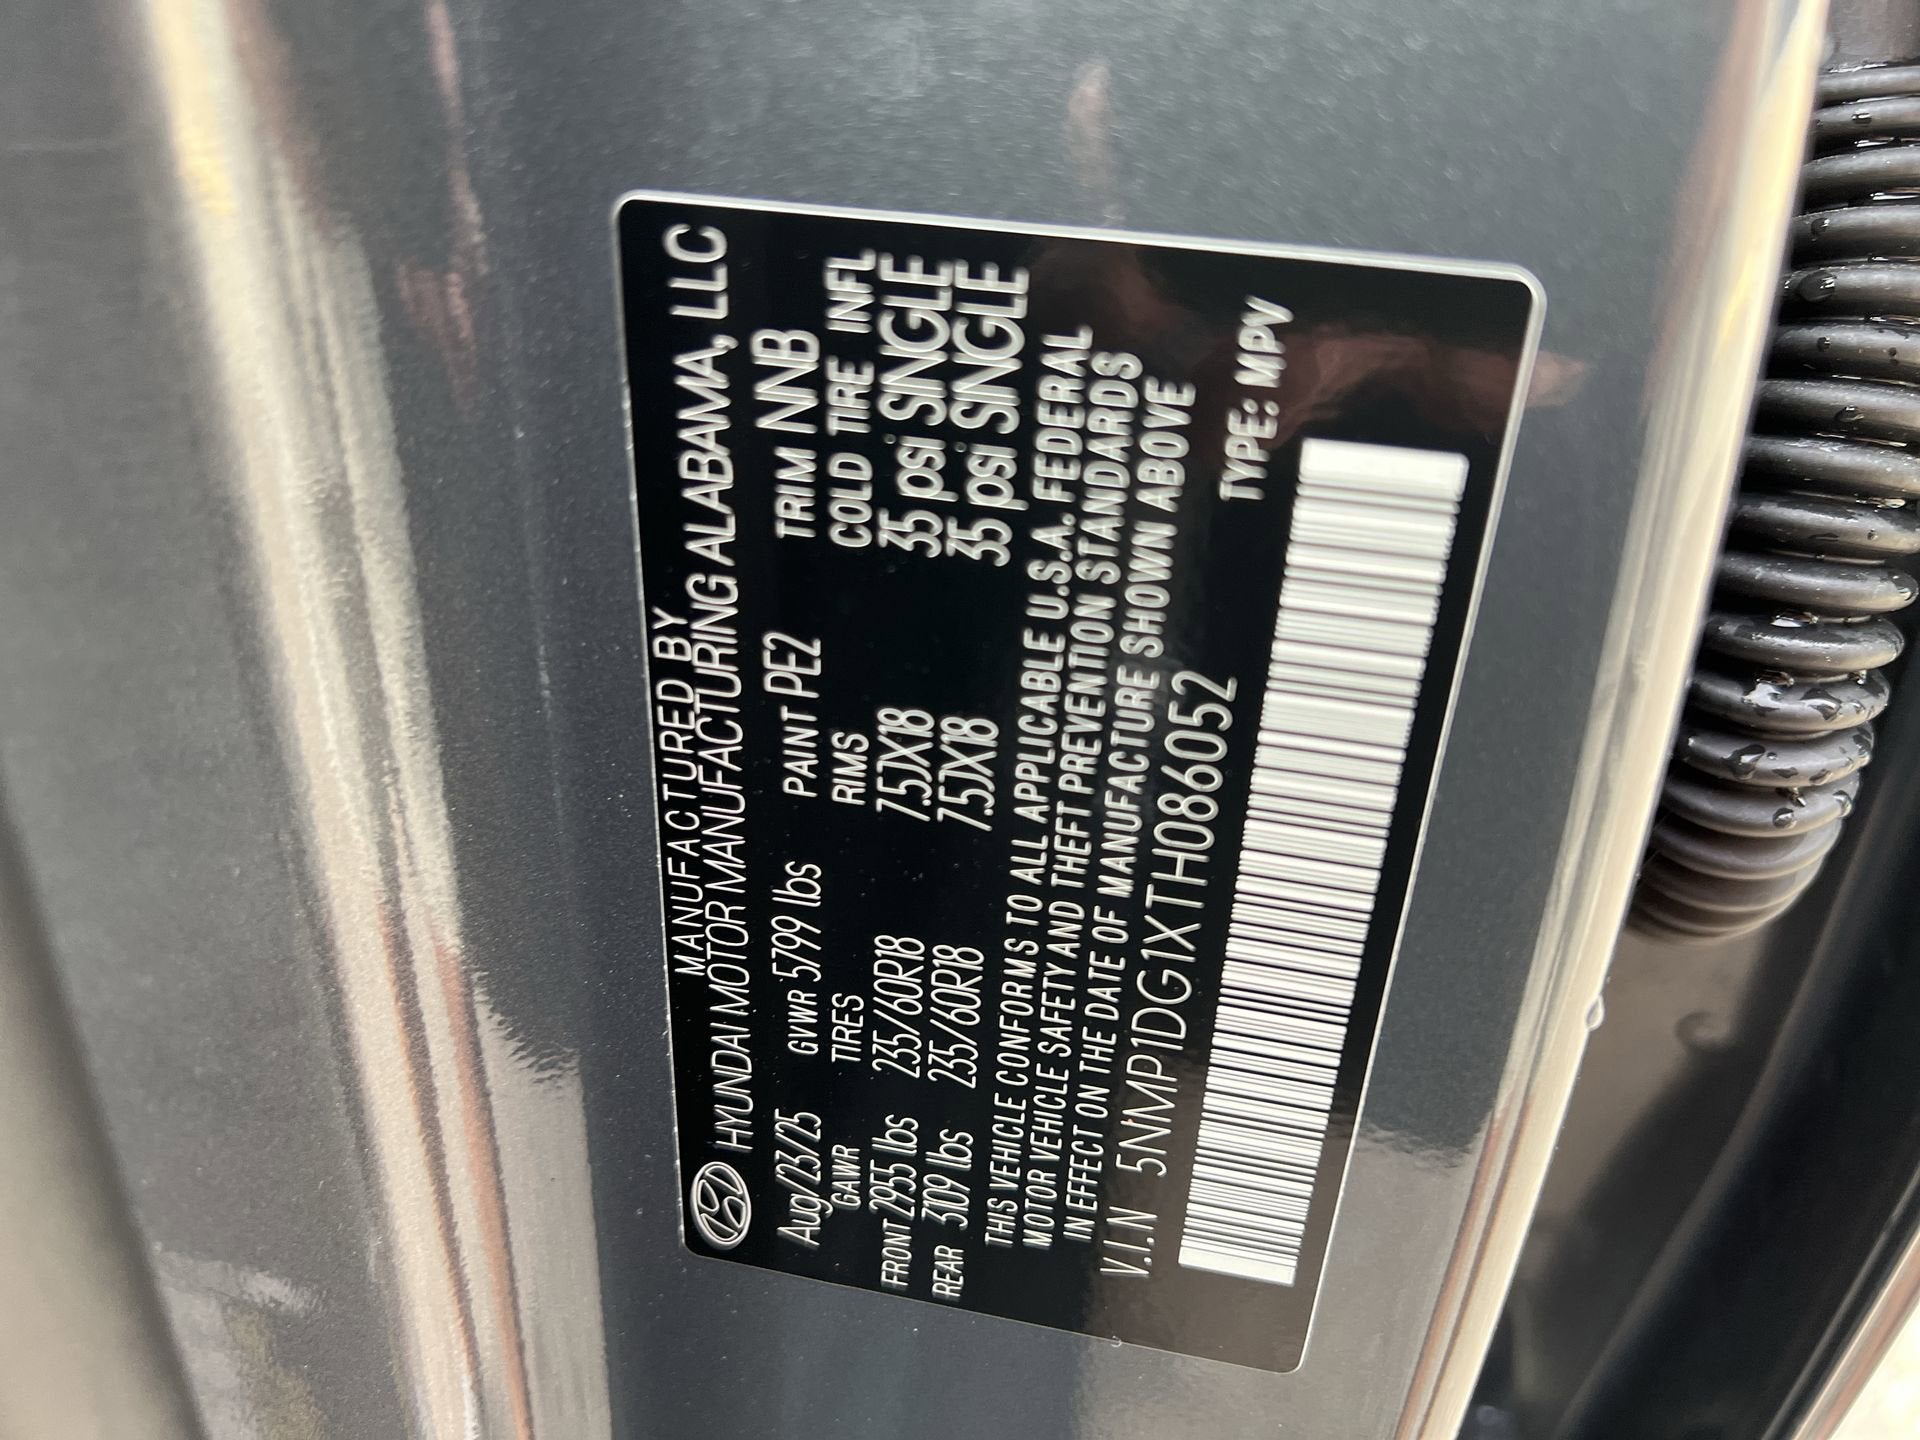 MANUFACTURED BY
HYUNDAI MOTOR MANUFACTURING ALABAMA, LLC
Aug/23/25 GVWR 5799 lbs PAINT PE2 TRIM NNB
GAWR TIRES RIMS COLD TIRE INFL
FRONT 2955 lbs 235/60R18 7.5JX18 35 psi SINGLE
REAR 3109 lbs 235/60R18 7.5JX18 35 psi SINGLE
THIS VEHICLE CONFORMS TO ALL APPLICABLE U.S.A. FEDERAL
MOTOR VEHICLE SAFETY AND THEFT PREVENTION STANDARDS
IN EFFECT ON THE DATE OF MANUFACTURE SHOWN ABOVE
V.I.N 5NMP1DG1XTH086052 TYPE: MPV